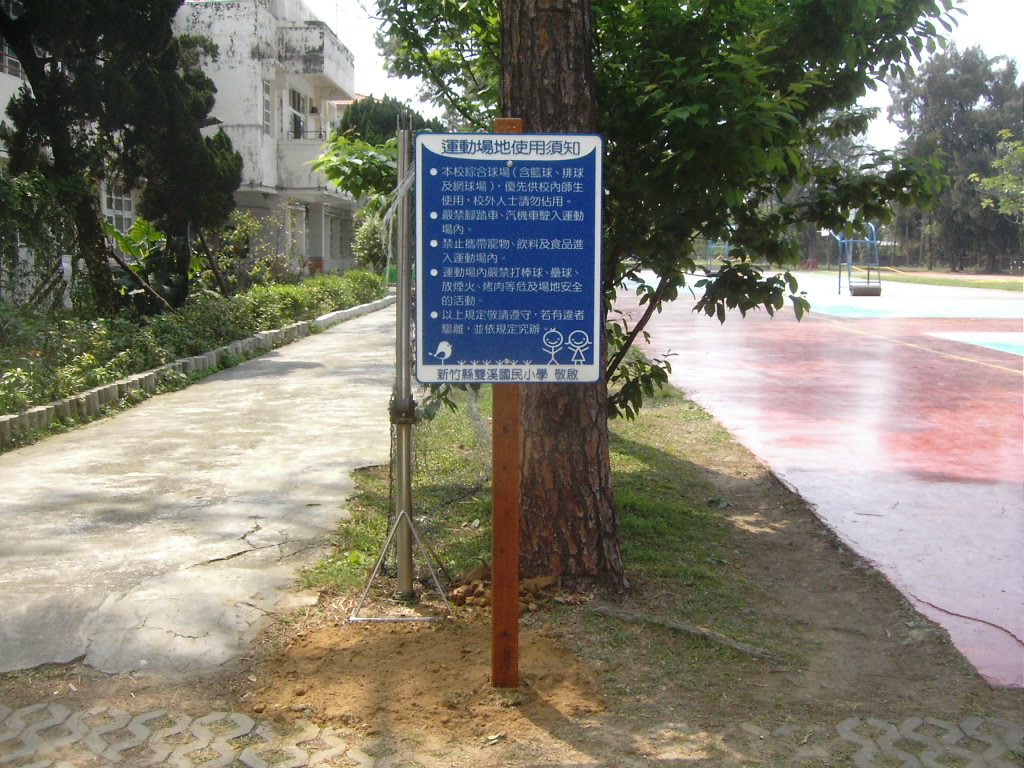 運動場地使用須知
● 本校綜合球場(含籃球、排球
及網球場)，優先供校內師生
使用，校外人士請勿佔用。
● 嚴禁腳踏車、汽機車駛入運動
場內。
● 禁止攜帶寵物、飲料及食品進
入運動場內。
● 運動場內嚴禁打棒球、壘球、
放煙火、烤肉等危及場地安全
的活動。
● 以上規定敬請遵守，若有違者
驅離，並依規定究辦。
新竹縣雙溪國民小學 敬啟